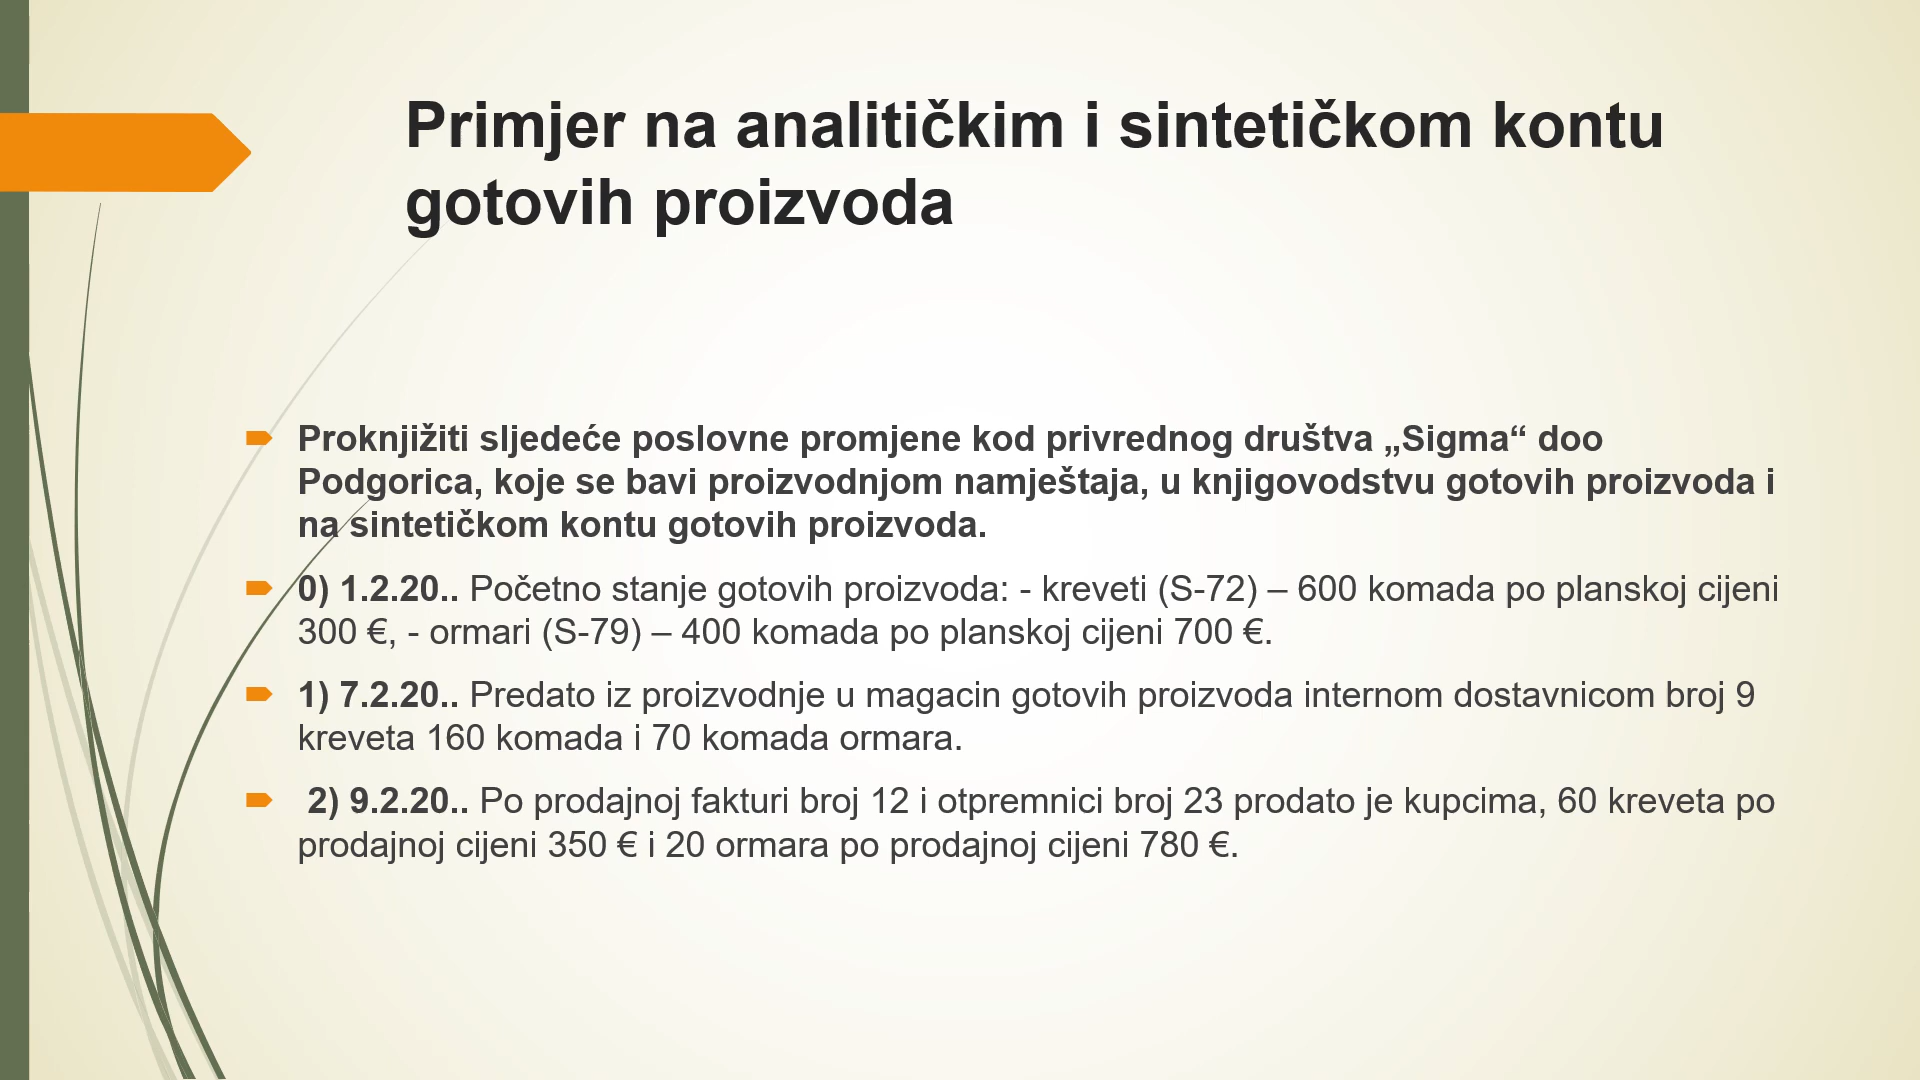 Primjer na analitičkim i sintetičkom kontu
gotovih proizvoda
Proknjižiti sljedeće poslovne promjene kod privrednog društva „Sigma“ doo
Podgorica, koje se bavi proizvodnjom namještaja, u knjigovodstvu gotovih proizvoda i
na sintetičkom kontu gotovih proizvoda.
0) 1.2.20.. Početno stanje gotovih proizvoda: - kreveti (S-72) – 600 komada po planskoj cijeni
300 €, - ormari (S-79) – 400 komada po planskoj cijeni 700 €.
1) 7.2.20.. Predato iz proizvodnje u magacin gotovih proizvoda internom dostavnicom broj 9
kreveta 160 komada i 70 komada ormara.
2) 9.2.20.. Po prodajnoj fakturi broj 12 i otpremnici broj 23 prodato je kupcima, 60 kreveta po
prodajnoj cijeni 350 € i 20 ormara po prodajnoj cijeni 780 €.